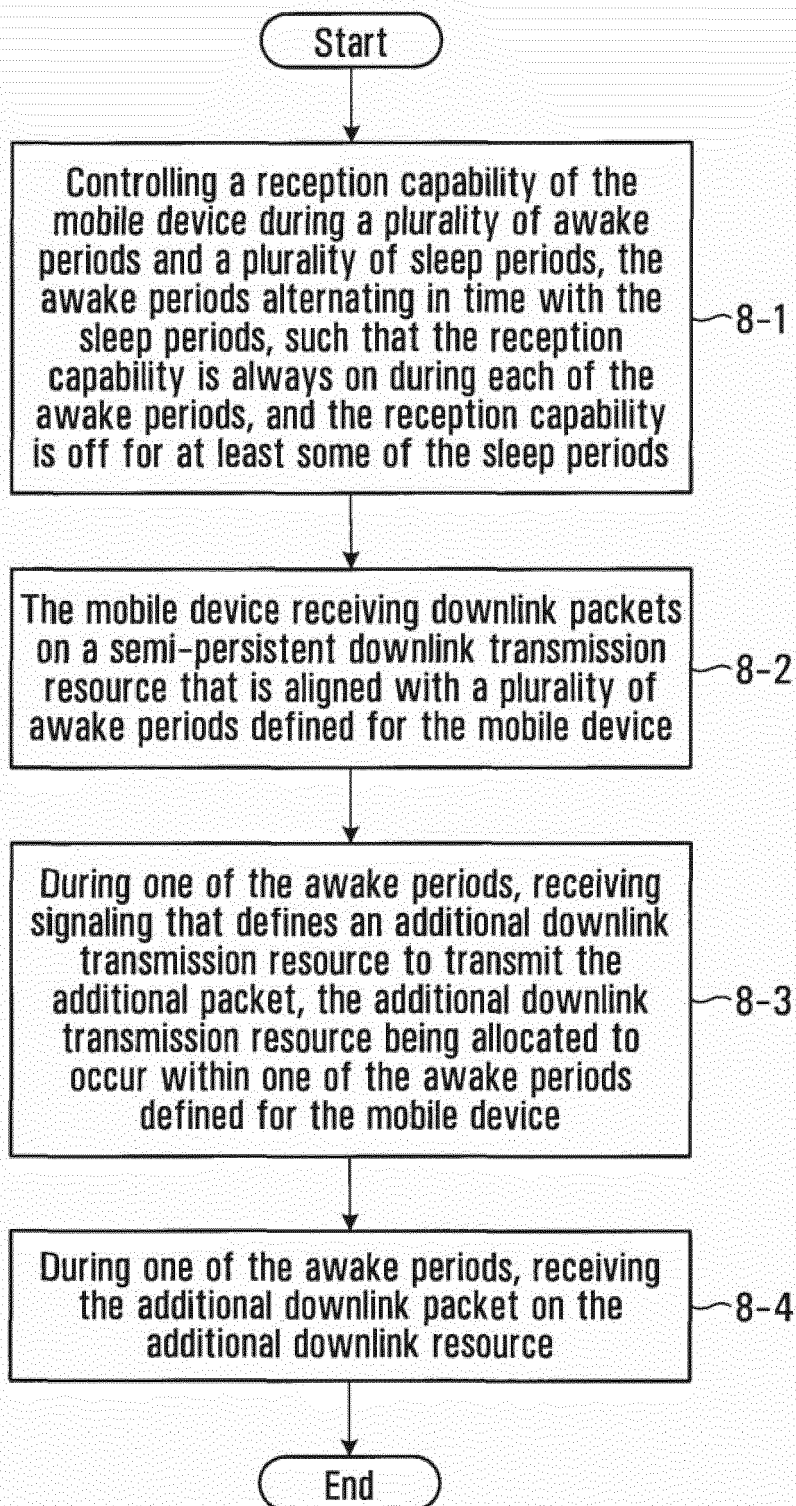 Start
Controlling a reception capability of the
mobile device during a plurality of awake
periods and a plurality of sleep periods, the
awake periods alternating in time with the
sleep periods, such that the reception
capability is always on during each of the
awake periods, and the reception capability
is off for at least some of the sleep periods
8-1
The mobile device receiving downlink packets
on a semi-persistent downlink transmission
resource that is aligned with a plurality of
awake periods defined for the mobile device
8-2
During one of the awake periods, receiving
signaling that defines an additional downlink
transmission resource to transmit the
additional packet, the additional downlink
transmission resource being allocated to
occur within one of the awake periods
defined for the mobile device
8-3
During one of the awake periods, receiving
the additional downlink packet on the
additional downlink resource
8-4
End